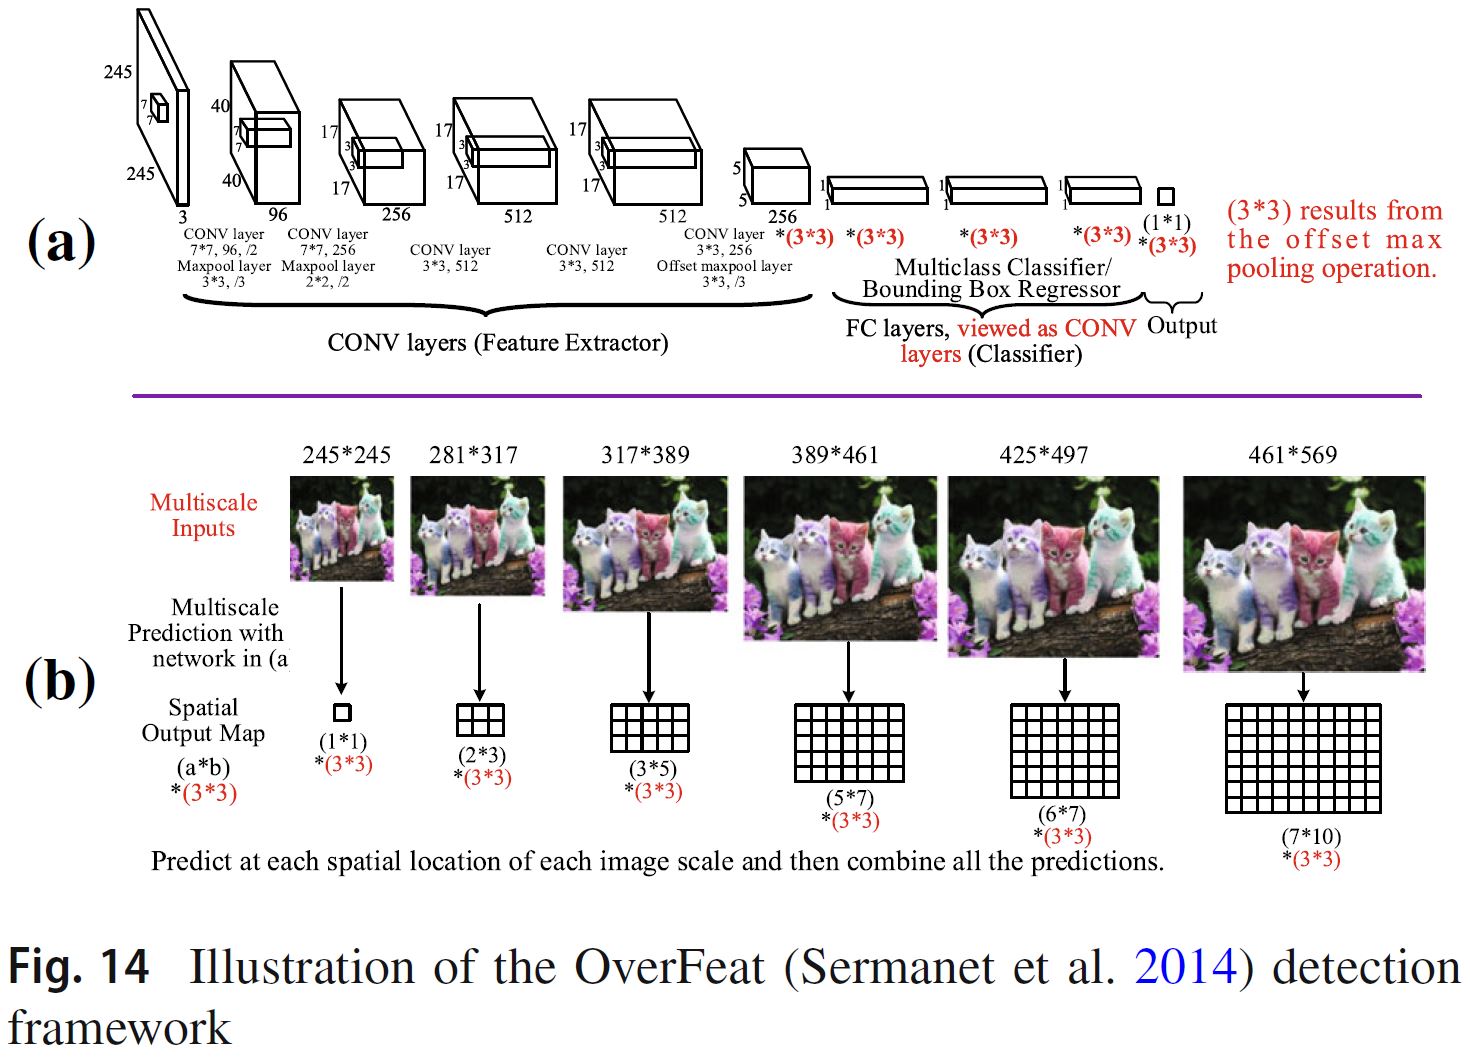 245
245
3
7
7
40
40
96
7
7
17
17
256
3
3
17
17
512
3
3
17
17
512
3
3
5
5
256
1
1
1
1
1
1
(1*1)
*(3*3)
*(3*3)
*(3*3)
*(3*3)
*(3*3)
CONV layer
7*7, 96, /2
Maxpool layer
3*3, /3
CONV layer
7*7, 256
Maxpool layer
2*2, /2
CONV layer
3*3, 512
CONV layer
3*3, 512
CONV layer
3*3, 256
Offset maxpool layer
3*3, /3
(a)
CONV layers (Feature Extractor)
Multiclass Classifier/
Bounding Box Regressor
FC layers, viewed as CONV
layers (Classifier)
Output
(3*3) results from
the offset max
pooling operation.
245*245
281*317
317*389
389*461
425*497
461*569
Multiscale
Inputs
Multiscale
Prediction with
network in (a
(b)
Spatial
Output Map
(a*b)
*(3*3)
(1*1)
*(3*3)
(2*3)
*(3*3)
(3*5)
*(3*3)
(5*7)
*(3*3)
(6*7)
*(3*3)
(7*10)
*(3*3)
Predict at each spatial location of each image scale and then combine all the predictions.
Fig. 14 Illustration of the OverFeat (Sermanet et al. 2014) detection
framework